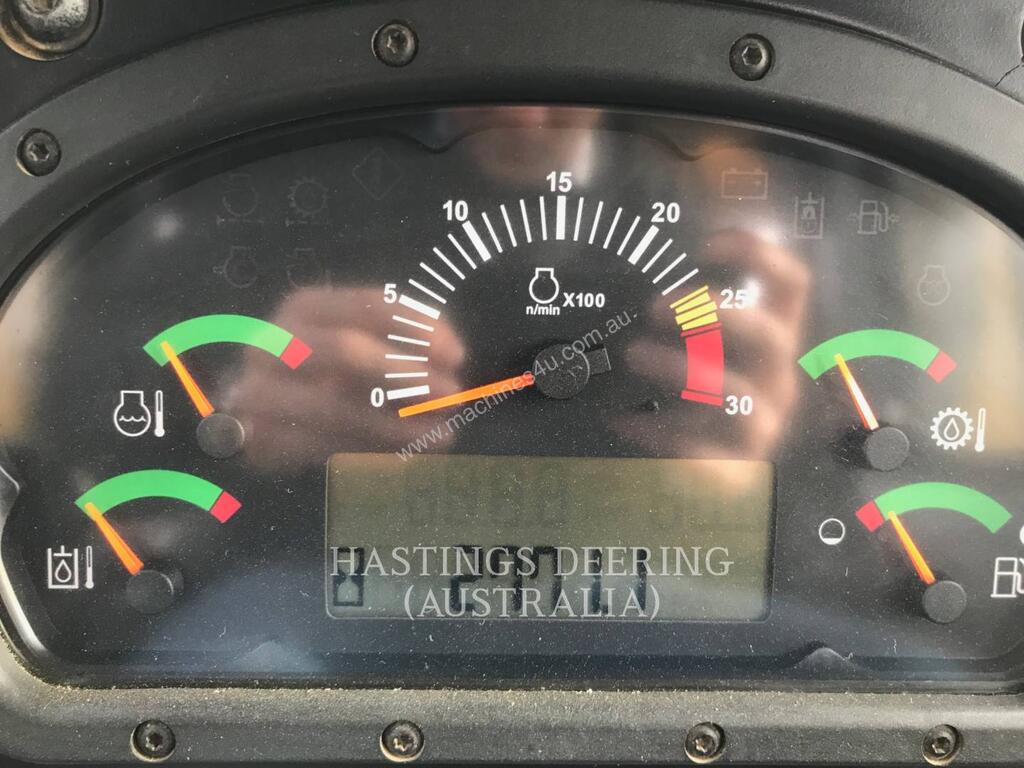 15
10
20
5
25
X100
n/min
0
30
www.machines4u.com.au
HASTINGS DEERING
(AUSTRALIA)